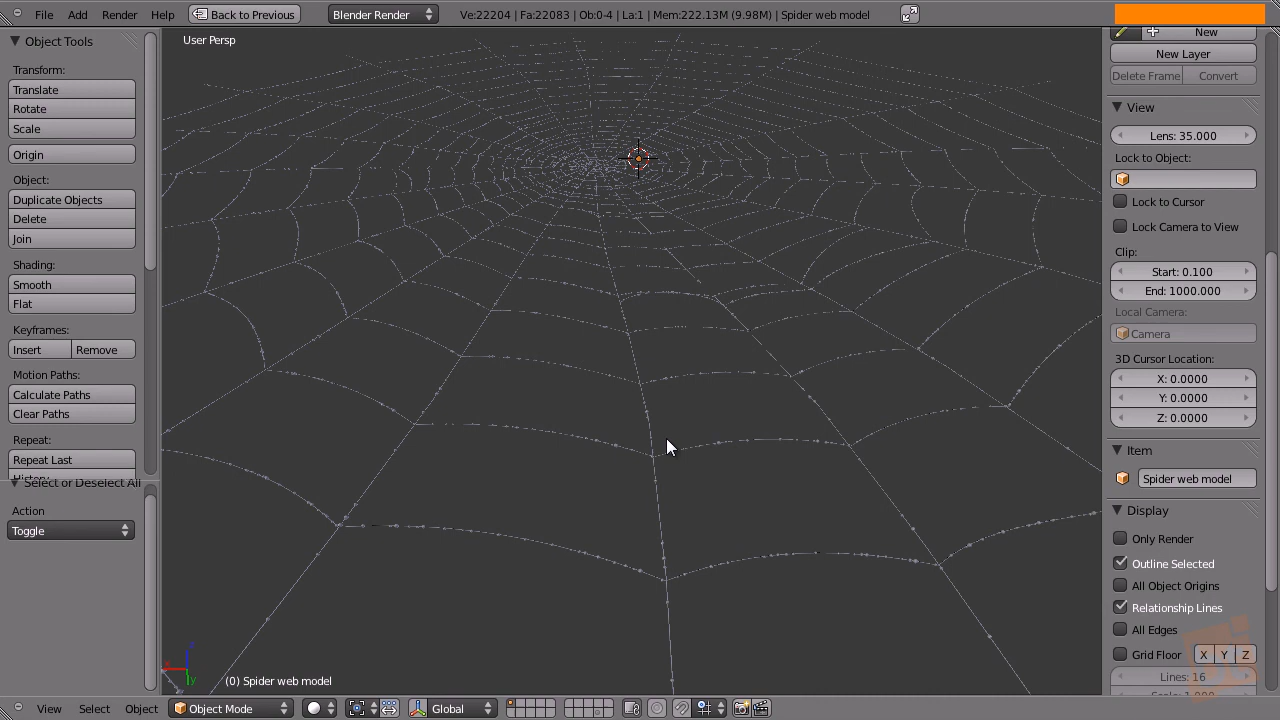 File Add Render Help Back to Previous Blender Render Ve:22204 | Fa:22083 | Ob:0-4 | La:1 | Mem:222.13M (9.98M) | Spider web model
Object Tools
Transform:
Translate
Rotate
Scale
Origin
Object:
Duplicate Objects
Delete
Join
Shading:
Smooth
Flat
Keyframes:
Insert Remove
Motion Paths:
Calculate Paths
Clear Paths
Repeat:
Repeat Last
History
Select or Deselect All
Action
Toggle
User Persp
x
z
y
(0) Spider web model
New
New Layer
Delete Frame Convert
View
Lens: 35.000
Lock to Object:
Lock to Cursor
Lock Camera to View
Clip:
Start: 0.100
End: 1000.000
Local Camera:
Camera
3D Cursor Location:
X: 0.0000
Y: 0.0000
Z: 0.0000
Item
Spider web model
Display
Only Render
Outline Selected
All Object Origins
Relationship Lines
All Edges
Grid Floor X Y Z
Lines: 16
Scale: 1.000
View Select Object Object Mode Global